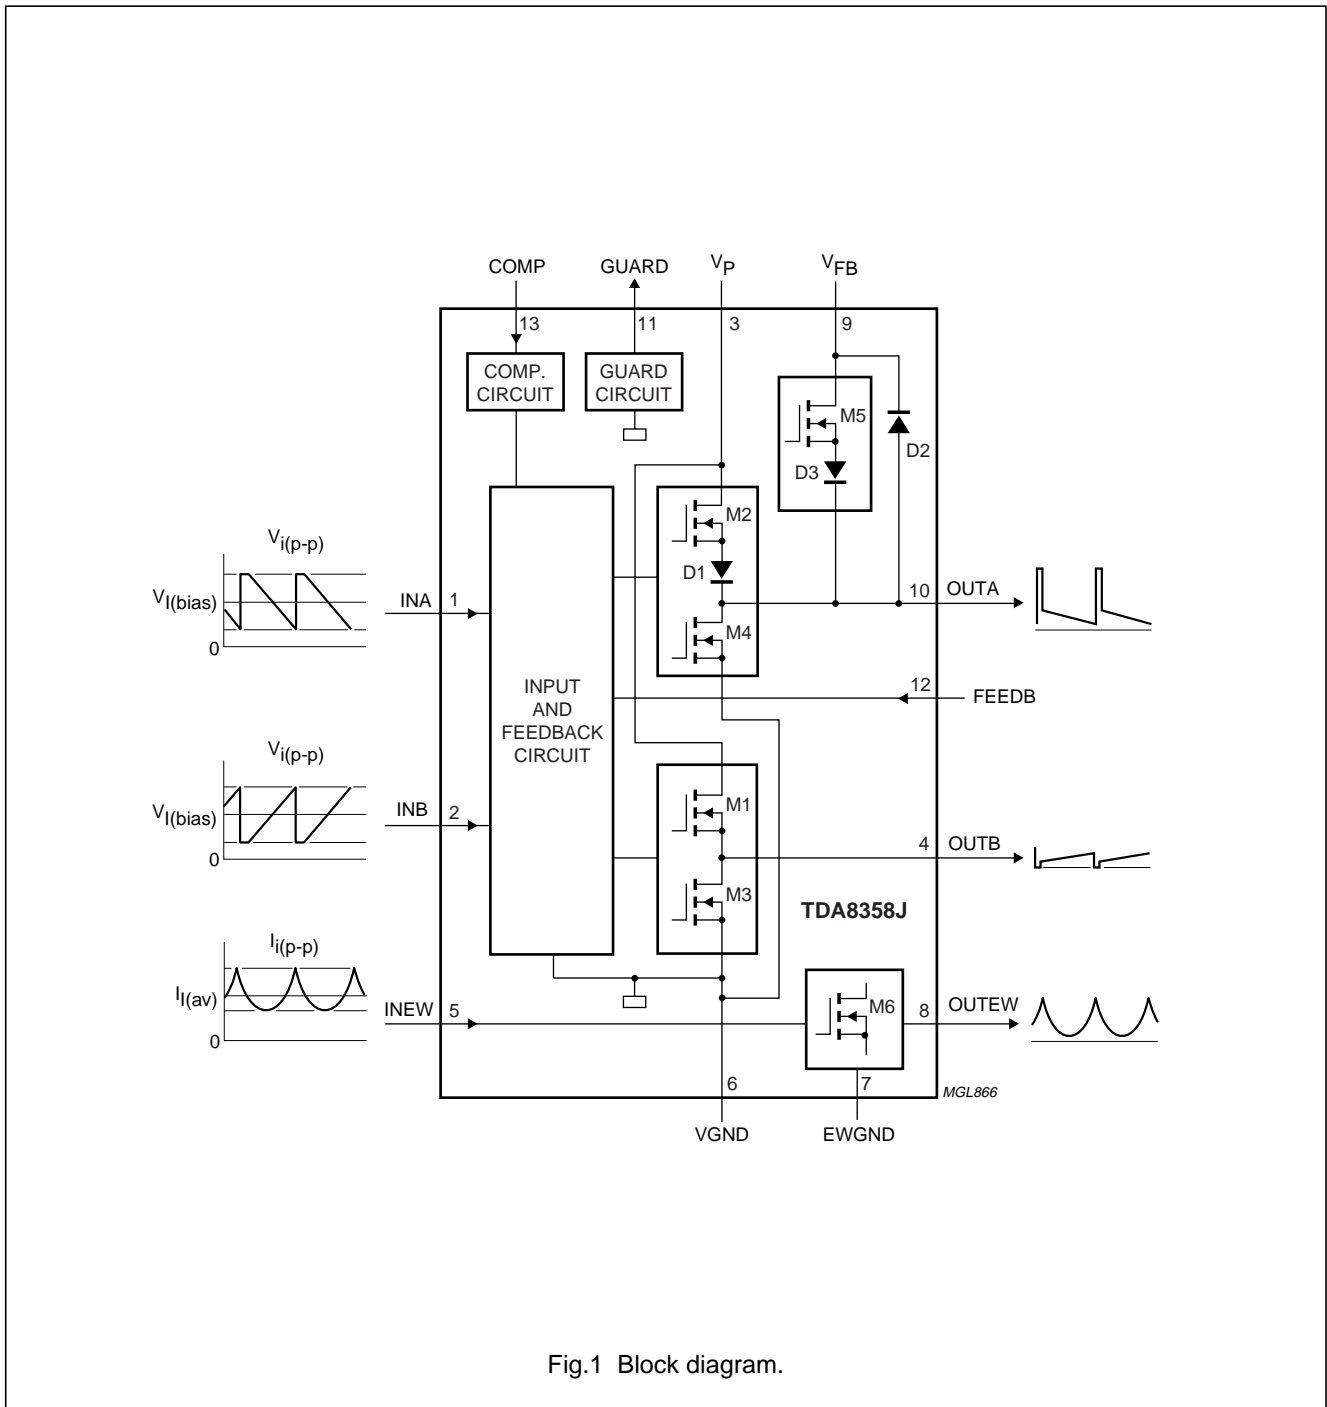 COMP GUARD VP VFB
13 11 3 9
COMP. CIRCUIT
GUARD CIRCUIT
M5
D2
D3
M2
Vi(p-p)
D1
VI(bias)
INA 1
10 OUTA
0
M4
INPUT AND FEEDBACK CIRCUIT
12 FEEDB
Vi(p-p)
M1
VI(bias)
INB 2
4 OUTB
0
M3
TDA8358J
Ii(p-p)
II(av)
INEW 5
M6
8 OUTEW
0
6 7
MGL866
VGND EWGND
Fig.1 Block diagram.